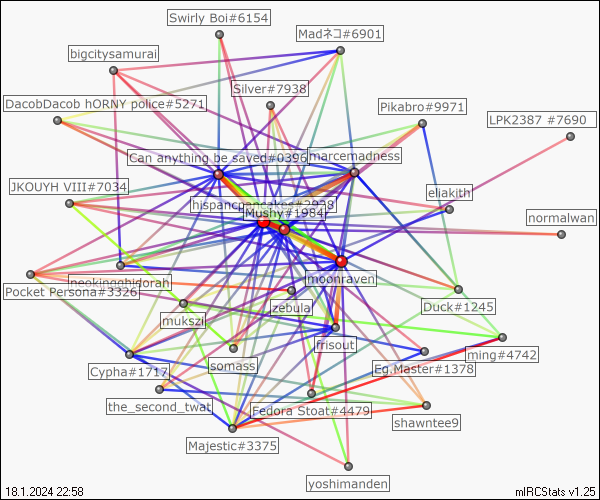 Swirly Boi#6154
Madネコ#6901
bigcitysamurai
Silver#7938
DacobDacob hORNY police#5271
Pikabro#9971
LPK2387 #7690
Can anything be saved#0396
marcemadness
JKOUYH VIII#7034
eliakith
Mushy#1984
normalwan
neokingghidorah
moonraven
Pocket Persona#3326
zebula
Duck#1245
mukszi
frisout
ming#4742
somass
Cypha#1717
Eg Master#1378
the_second_twat
Fedora Stoat#4479
shawntee9
Majestic#3375
yoshimanden
18.1.2024 22:58
mIRCStats v1.25